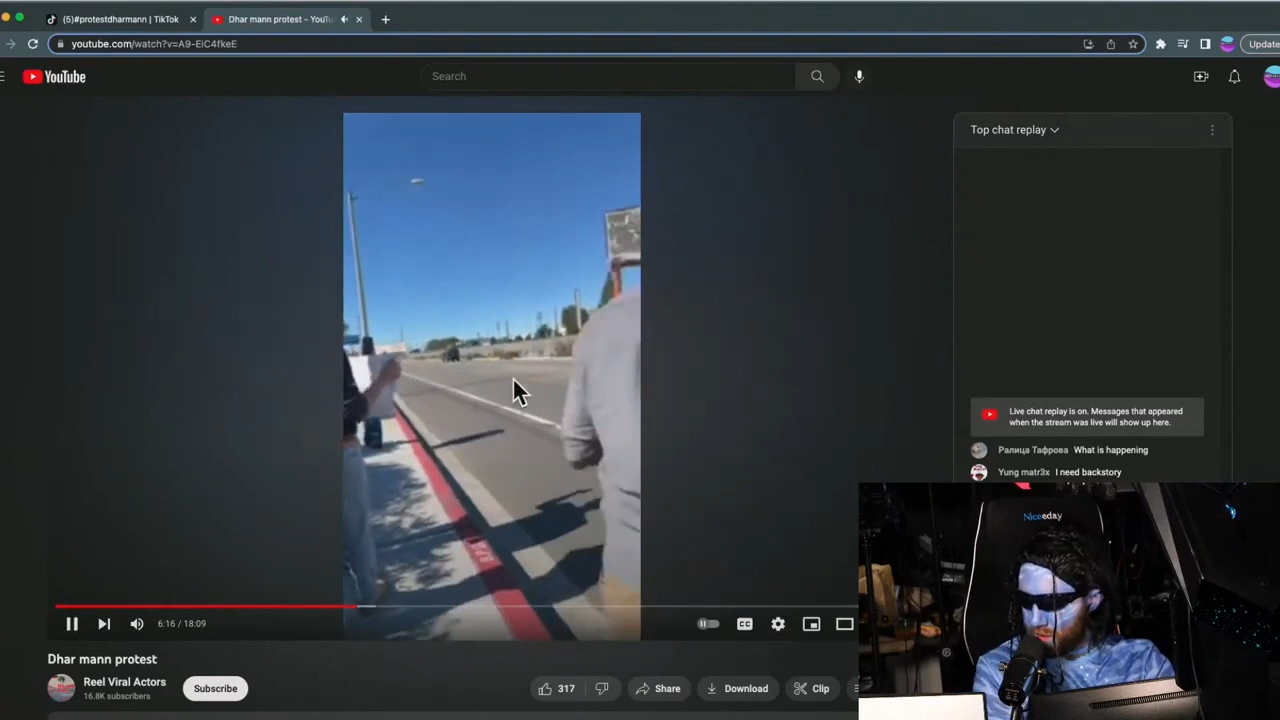 (5)#protestdharmann | TikTok
Dhar mann protest - YouTu
youtube.com/watch?v=A9-EiC4fkeE
Update
YouTube
Search
Top chat replay
Live chat replay is on. Messages that appeared
when the stream was live will show up here.
Ралица Тафрова What is happening
Yung matr3x I need backstory
Niceeday
6:16 / 18:09
CC
Dhar mann protest
Reel Viral Actors
16.8K subscribers
Subscribe
317
Share
Download
Clip